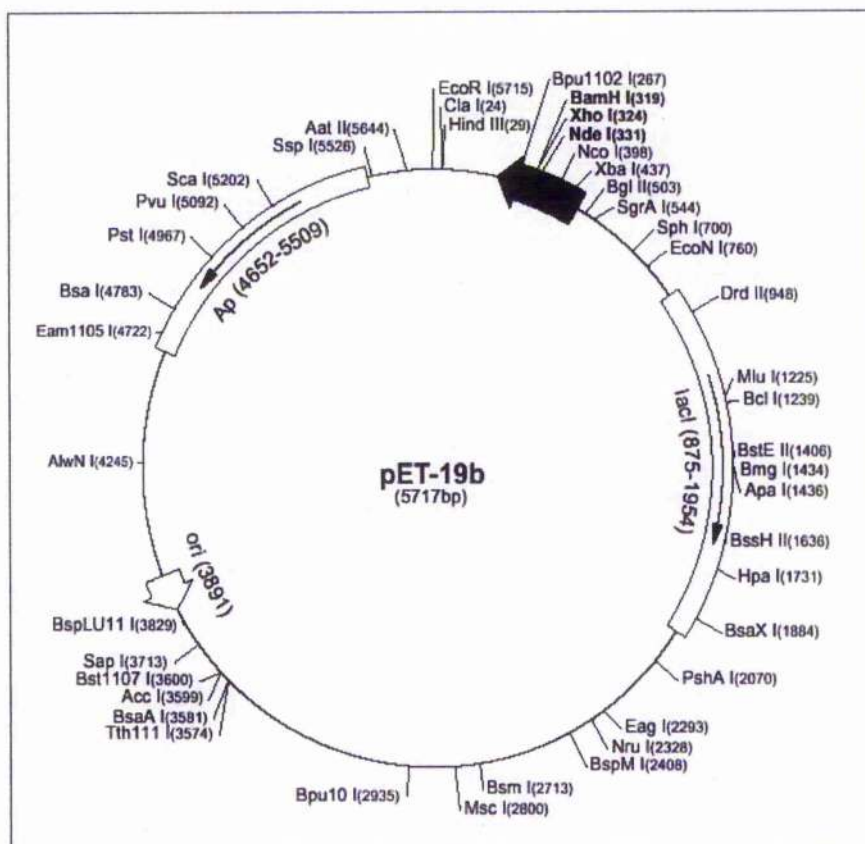 EcoR I(5715)
Cla I(24)
Hind III(29)
Bpu1102 I(267)
BamH I(319)
Xho I(324)
Nde I(331)
Nco I(398)
Xba I(437)
Bgl II(503)
SgrA I(544)
Sph I(700)
EcoN I(760)
Drd II(948)
Mlu I(1225)
Bcl I(1239)
BstE II(1406)
Bmg I(1434)
Apa I(1436)
BssH II(1636)
Hpa I(1731)
BsaX I(1884)
PshA I(2070)
Eag I(2293)
Nru I(2328)
BspM I(2408)
Bsm I(2713)
Msc I(2800)
Bpu10 I(2935)
Tth111 I(3574)
BsaA I(3581)
Acc I(3599)
Bst1107 I(3600)
Sap I(3713)
BspLU11 I(3829)
AlwN I(4245)
Eam1105 I(4722)
Bsa I(4783)
Pst I(4967)
Pvu I(5092)
Sca I(5202)
Ssp I(5526)
Aat II(5644)
Ap (4652-5509)
lacI (875-1954)
ori (3891)
pET-19b
(5717bp)